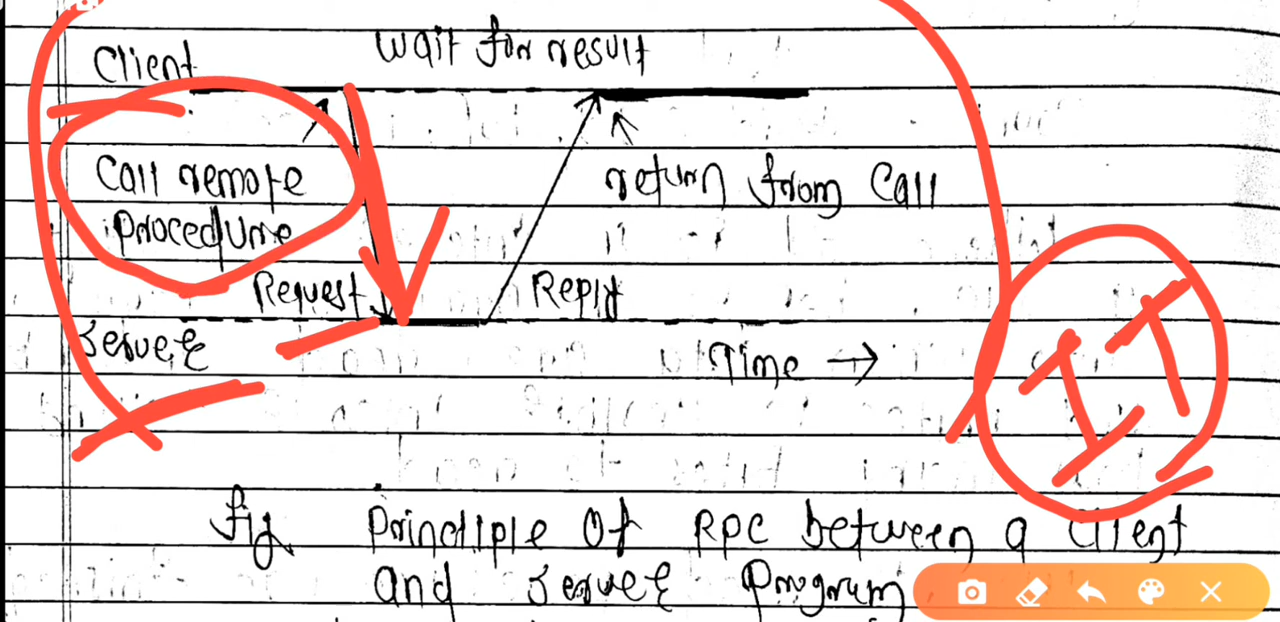 Client
wait for result
Call remote
procedure
return from Call
Request
Reply
Server
Time →
IT
fig Principle Of RPC between a Client
and Server Program